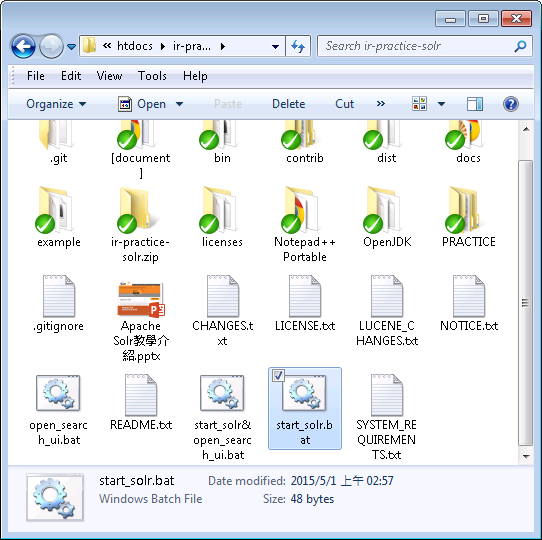 « htdocs ▸ ir-pra... ▸
Search ir-practice-solr
File Edit View Tools Help
Organize Open Paste Delete Cut »
.git
[document
]
bin
contrib
dist
docs
example
ir-practice-
solr.zip
licenses
Notepad++
Portable
OpenJDK
PRACTICE
.gitignore
Apache
Solr教學介
紹.pptx
CHANGES.t
xt
LICENSE.txt
LUCENE_C
HANGES.txt
NOTICE.txt
open_sear
ch_ui.bat
README.txt
start_solr&
open_sear
ch_ui.bat
start_solr.b
at
SYSTEM_RE
QUIREMEN
TS.txt
start_solr.bat Date modified: 2015/5/1 上午 02:57
Windows Batch File Size: 48 bytes